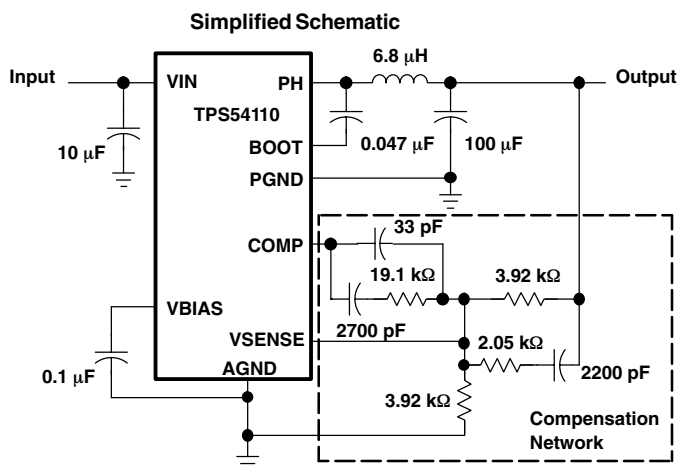 Simplified Schematic
6.8 μH
Input
VIN
PH
Output
TPS54110
10 μF
BOOT
0.047 μF
100 μF
PGND
COMP
33 pF
19.1 kΩ
3.92 kΩ
VBIAS
2700 pF
VSENSE
2.05 kΩ
AGND
0.1 μF
2200 pF
3.92 kΩ
Compensation
Network